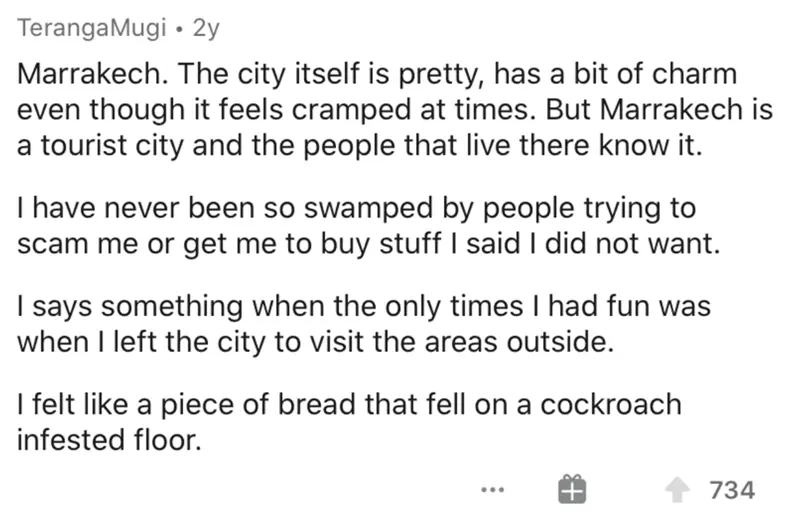 TerangaMugi • 2y
Marrakech. The city itself is pretty, has a bit of charm
even though it feels cramped at times. But Marrakech is
a tourist city and the people that live there know it.
I have never been so swamped by people trying to
scam me or get me to buy stuff I said I did not want.
I says something when the only times I had fun was
when I left the city to visit the areas outside.
I felt like a piece of bread that fell on a cockroach
infested floor.
734